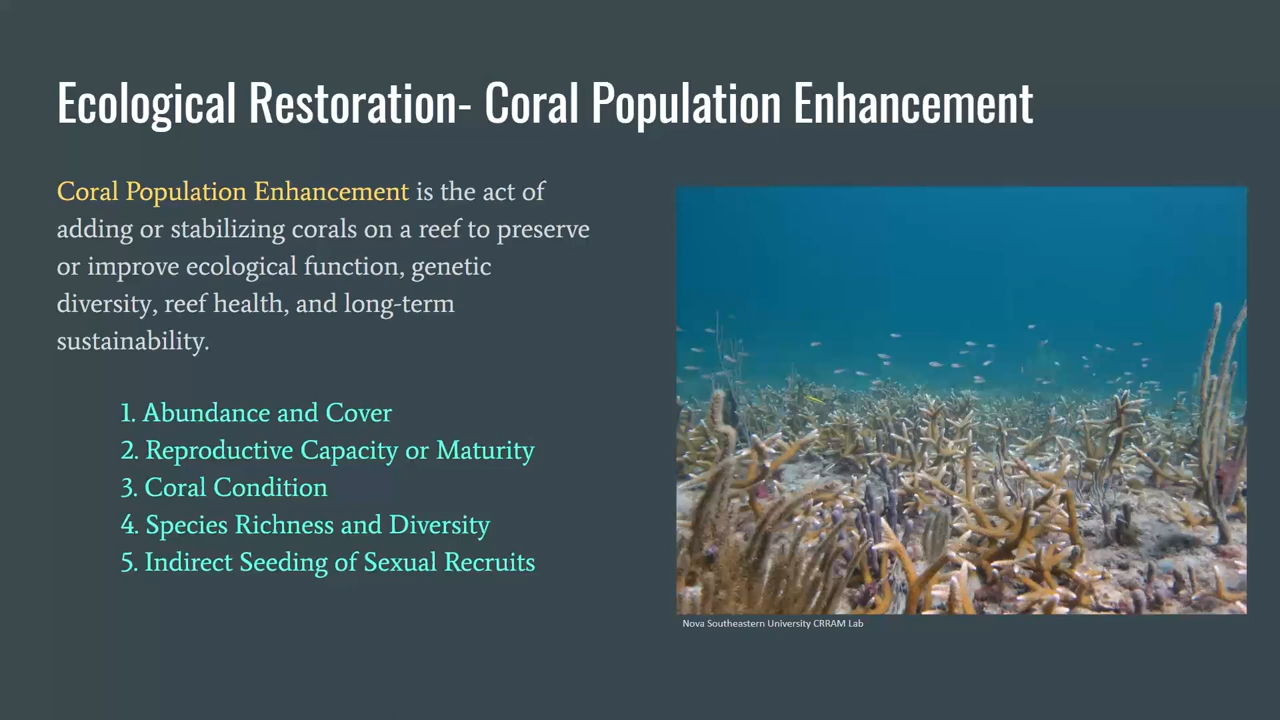 Ecological Restoration- Coral Population Enhancement
Coral Population Enhancement is the act of
adding or stabilizing corals on a reef to preserve
or improve ecological function, genetic
diversity, reef health, and long-term
sustainability.
1. Abundance and Cover
2. Reproductive Capacity or Maturity
3. Coral Condition
4. Species Richness and Diversity
5. Indirect Seeding of Sexual Recruits
Nova Southeastern University CRRAM Lab